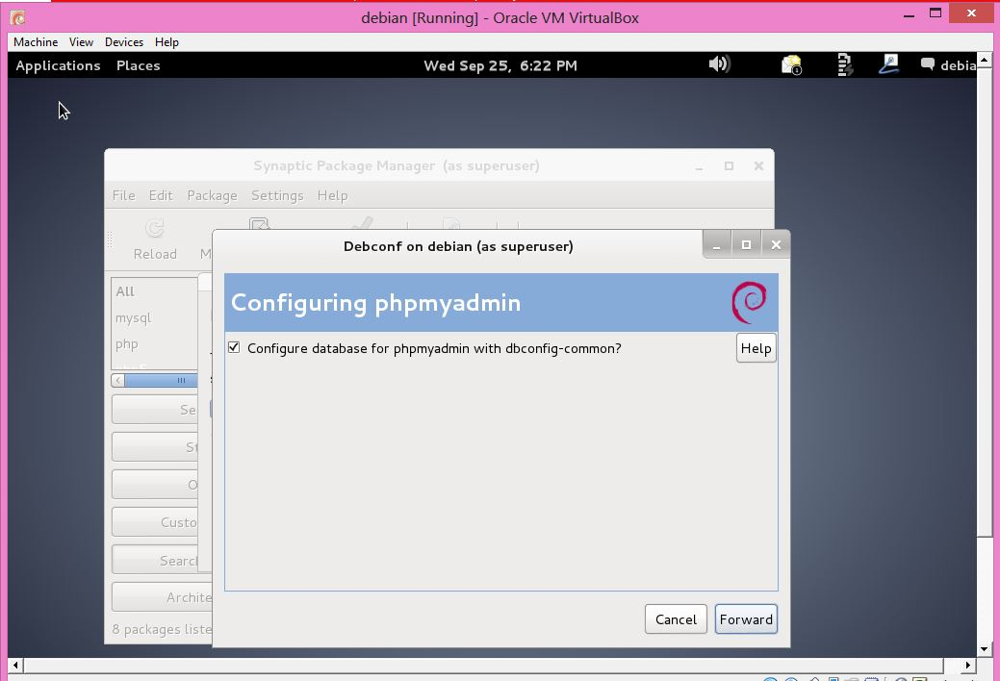 debian [Running] - Oracle VM VirtualBox
Machine View Devices Help
Applications Places Wed Sep 25, 6:22 PM debia
Synaptic Package Manager (as superuser)
File Edit Package Settings Help
Reload M
Debconf on debian (as superuser)
Configuring phpmyadmin
Configure database for phpmyadmin with dbconfig-common?
Help
All
mysql
php
Se
St
O
Custo
Search
Archite
8 packages liste
Cancel Forward